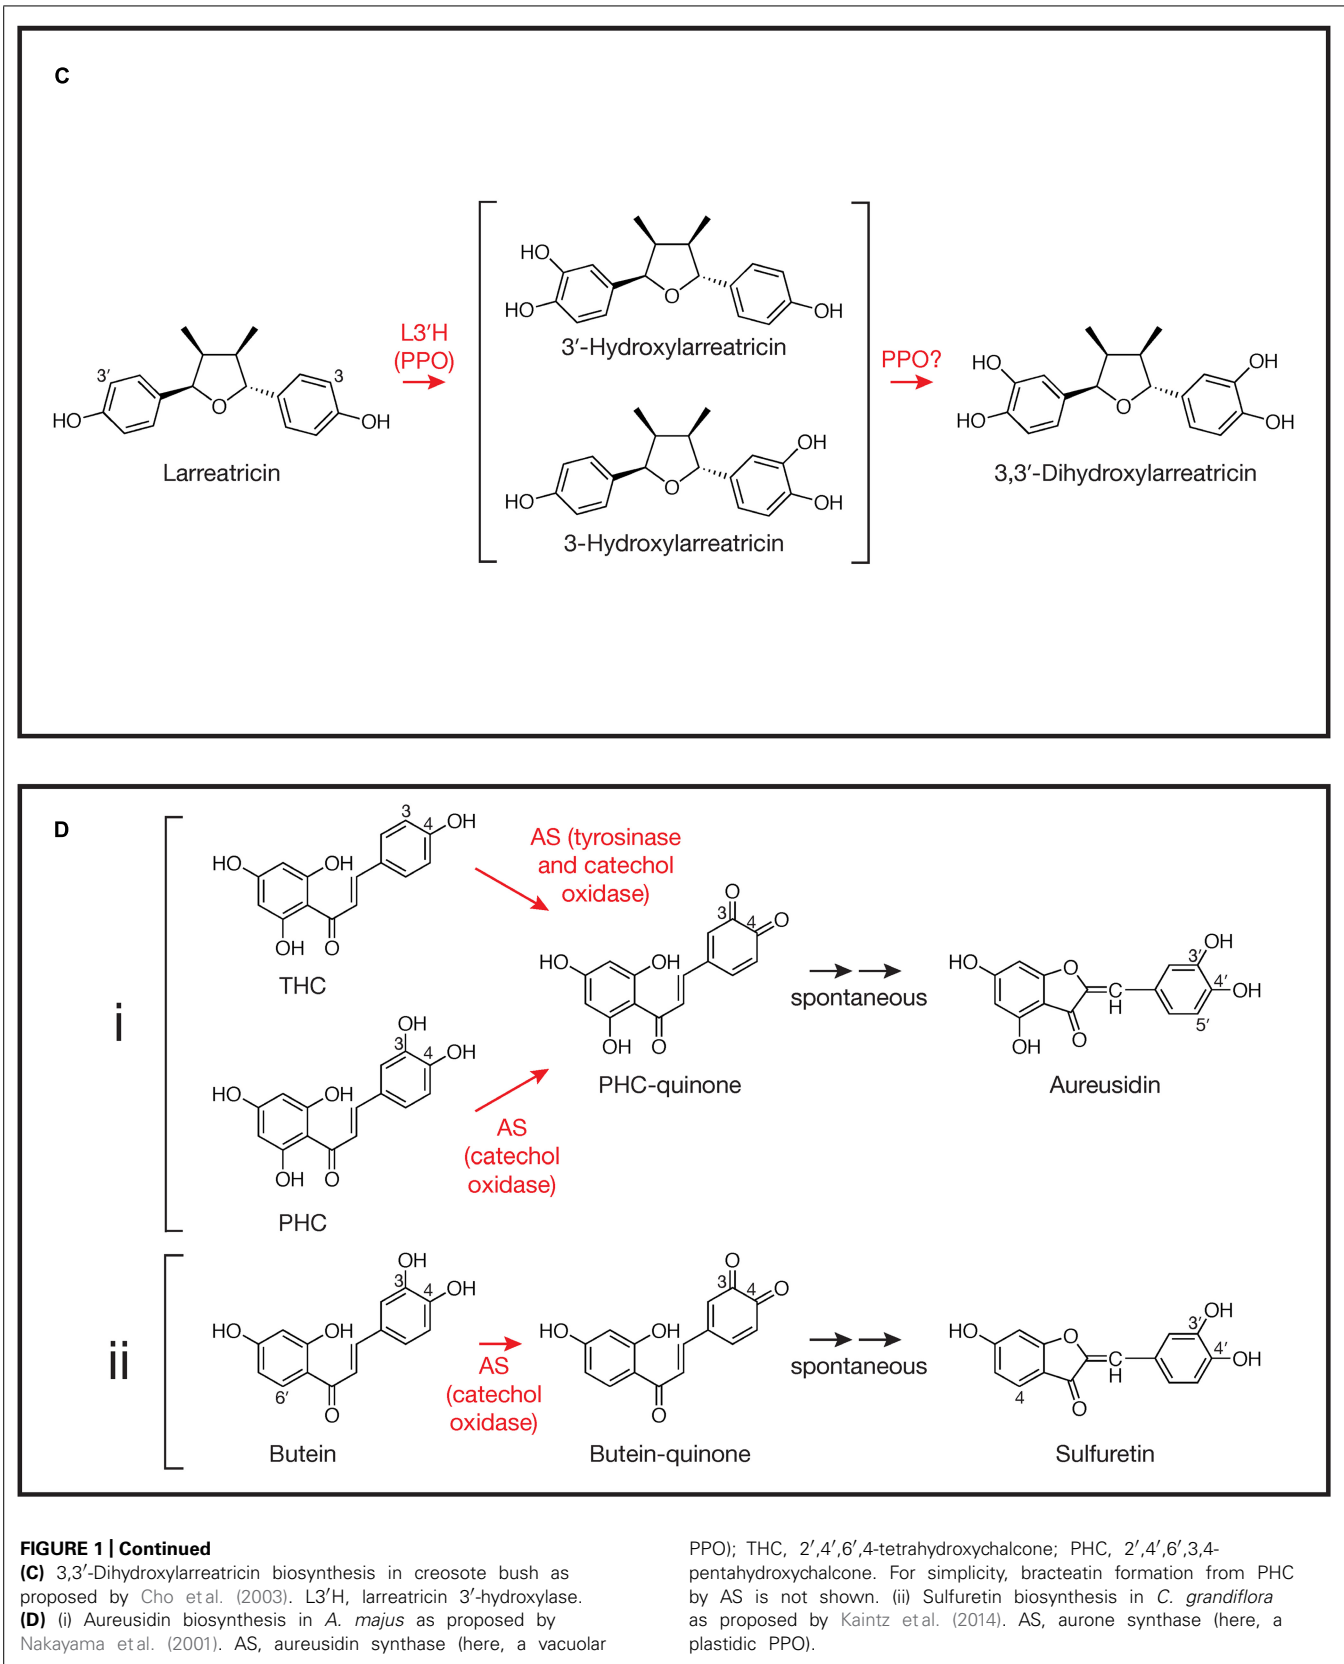 C
HO
HO
O
OH
3′-Hydroxylarreatricin
L3′H
(PPO)
3′
3
HO
O
OH
Larreatricin
HO
O
OH
OH
3-Hydroxylarreatricin
PPO?
HO
HO
O
OH
OH
3,3′-Dihydroxylarreatricin
D
i
3
4
OH
HO
OH
OH
O
THC
AS (tyrosinase
and catechol
oxidase)
OH
3
4
OH
HO
OH
OH
O
PHC
AS
(catechol
oxidase)
O
3
4
O
HO
OH
OH
O
PHC-quinone
spontaneous
HO
O
OH
O
C
H
3′
OH
4′
OH
5′
Aureusidin
ii
OH
3
4
OH
HO
OH
6′
O
Butein
AS
(catechol
oxidase)
O
3
4
O
HO
OH
O
Butein-quinone
spontaneous
HO
O
4
O
C
H
3′
OH
4′
OH
Sulfuretin
FIGURE 1 | Continued
(C) 3,3′-Dihydroxylarreatricin biosynthesis in creosote bush as
proposed by Cho et al. (2003). L3′H, larreatricin 3′-hydroxylase.
(D) (i) Aureusidin biosynthesis in A. majus as proposed by
Nakayama et al. (2001). AS, aureusidin synthase (here, a vacuolar
PPO); THC, 2′,4′,6′,4-tetrahydroxychalcone; PHC, 2′,4′,6′,3,4-
pentahydroxychalcone. For simplicity, bracteatin formation from PHC
by AS is not shown. (ii) Sulfuretin biosynthesis in C. grandiflora
as proposed by Kaintz et al. (2014). AS, aurone synthase (here, a
plastidic PPO).